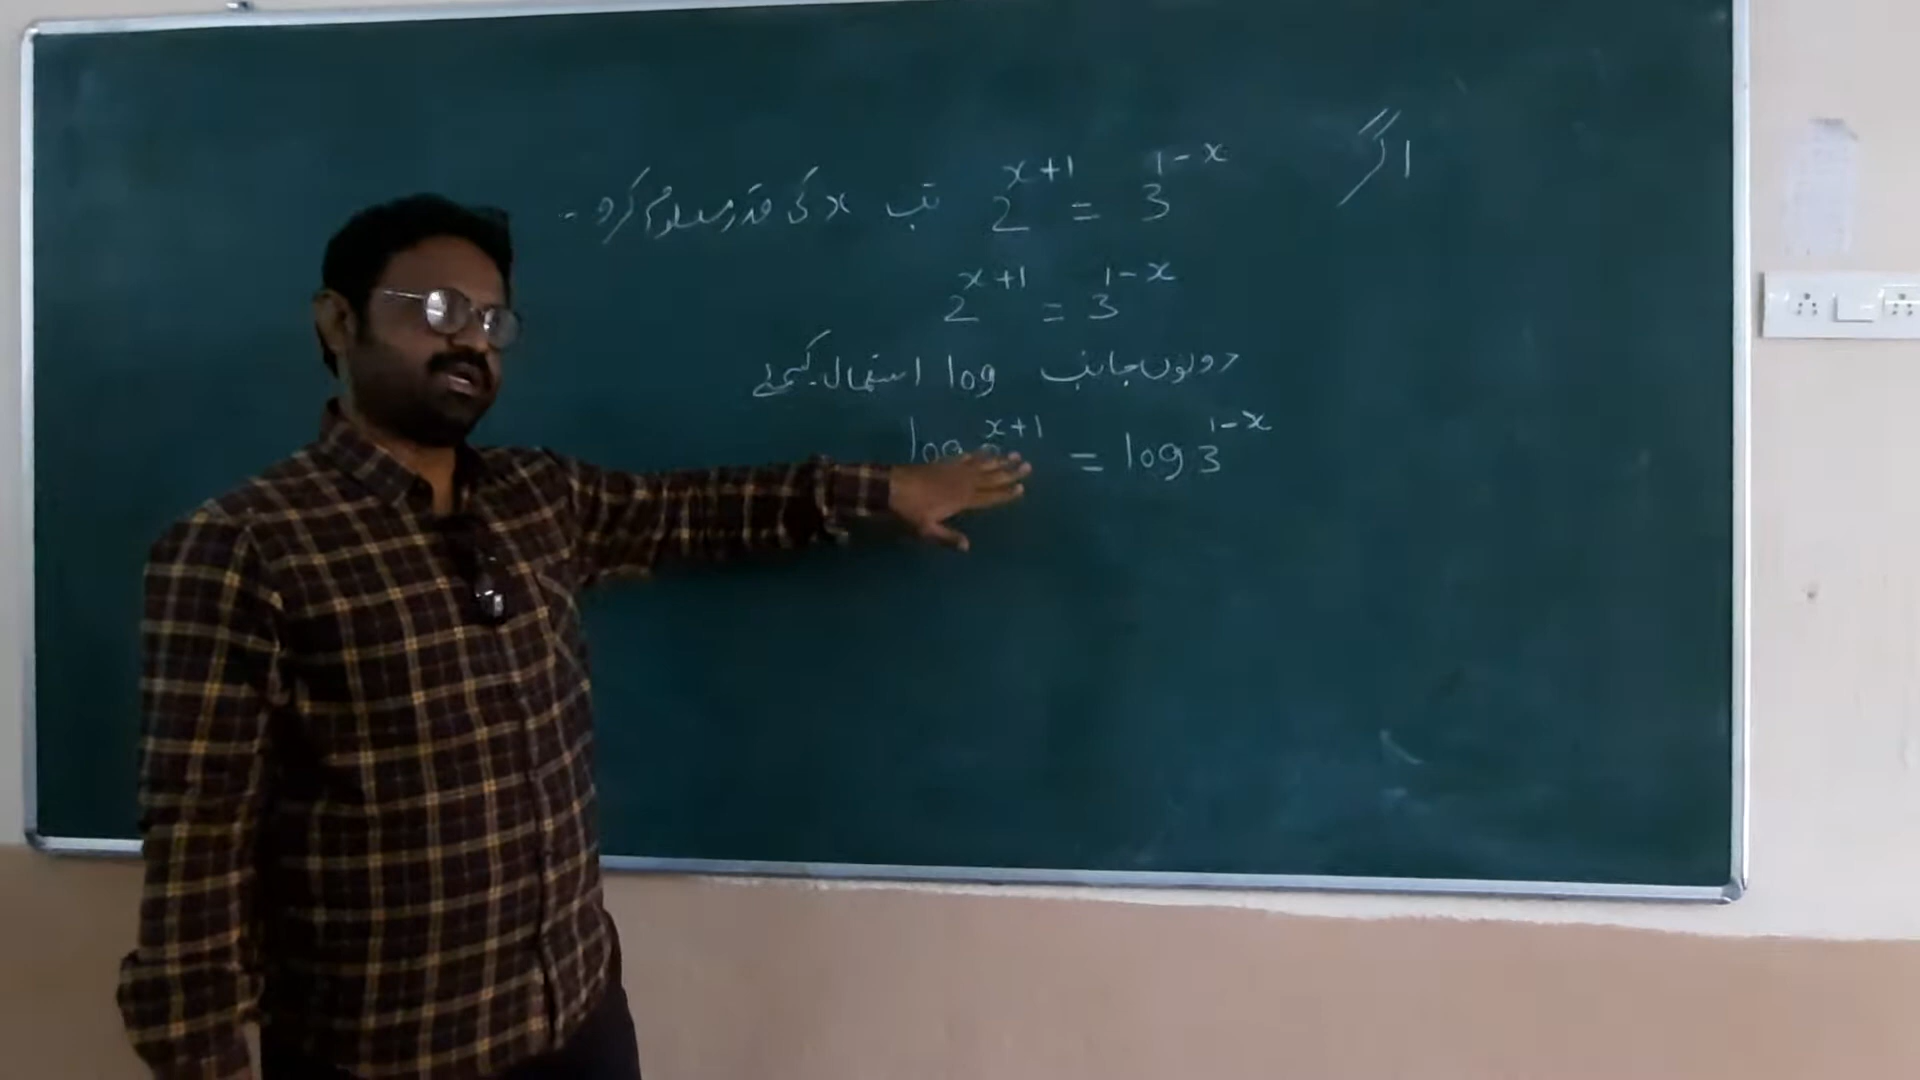 اگر 2^{x+1} = 3^{1-x} تب x کی قدر معلوم کرو -
2^{x+1} = 3^{1-x}
دونوں جانب log استعمال کیجئے
log 2^{x+1} = log 3^{1-x}